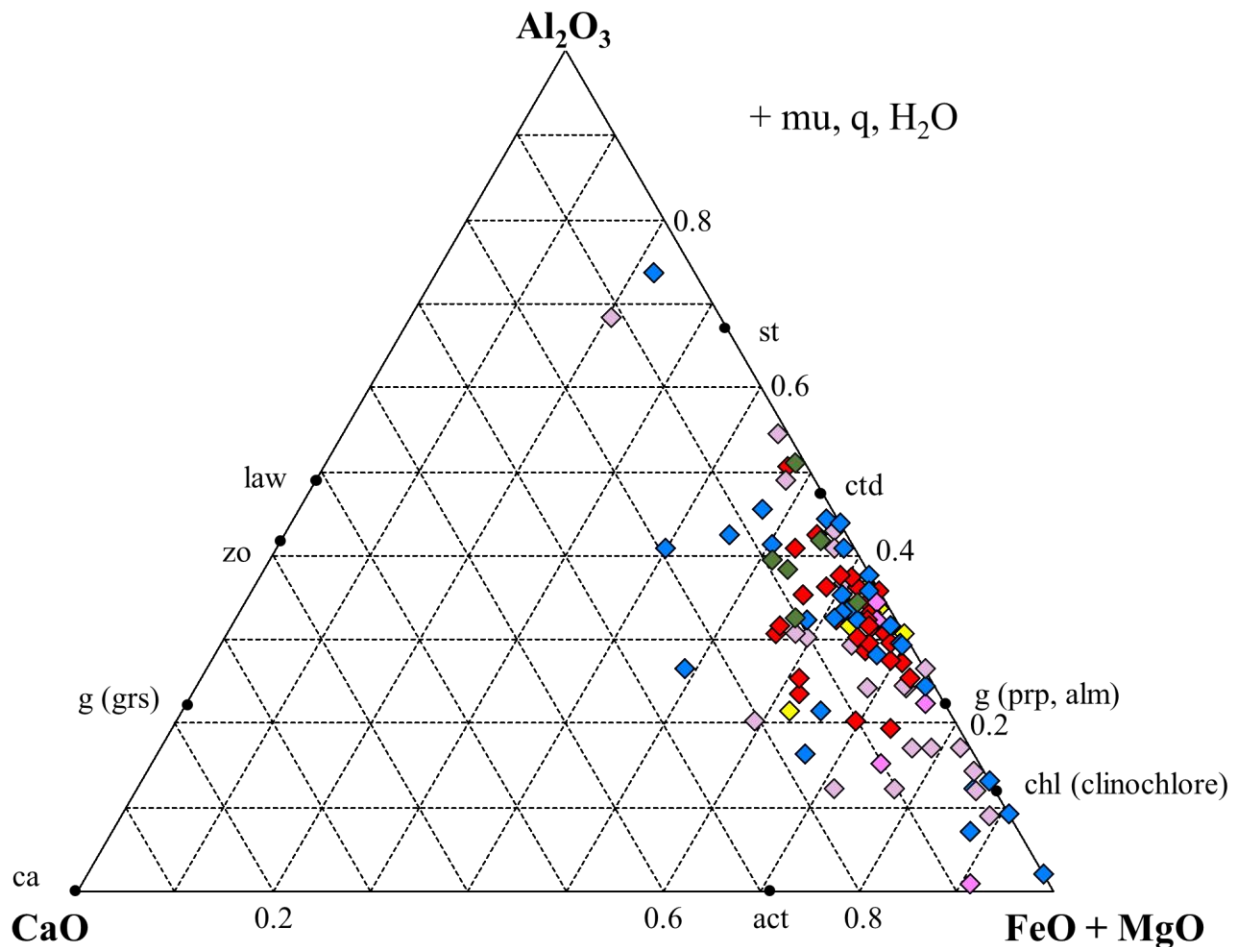 Al₂O₃
+ mu, q, H₂O
0.8
st
0.6
law
ctd
zo
0.4
g (grs)
g (prp, alm)
0.2
chl (clinochlore)
ca
0.2
0.6
act
0.8
CaO
FeO + MgO